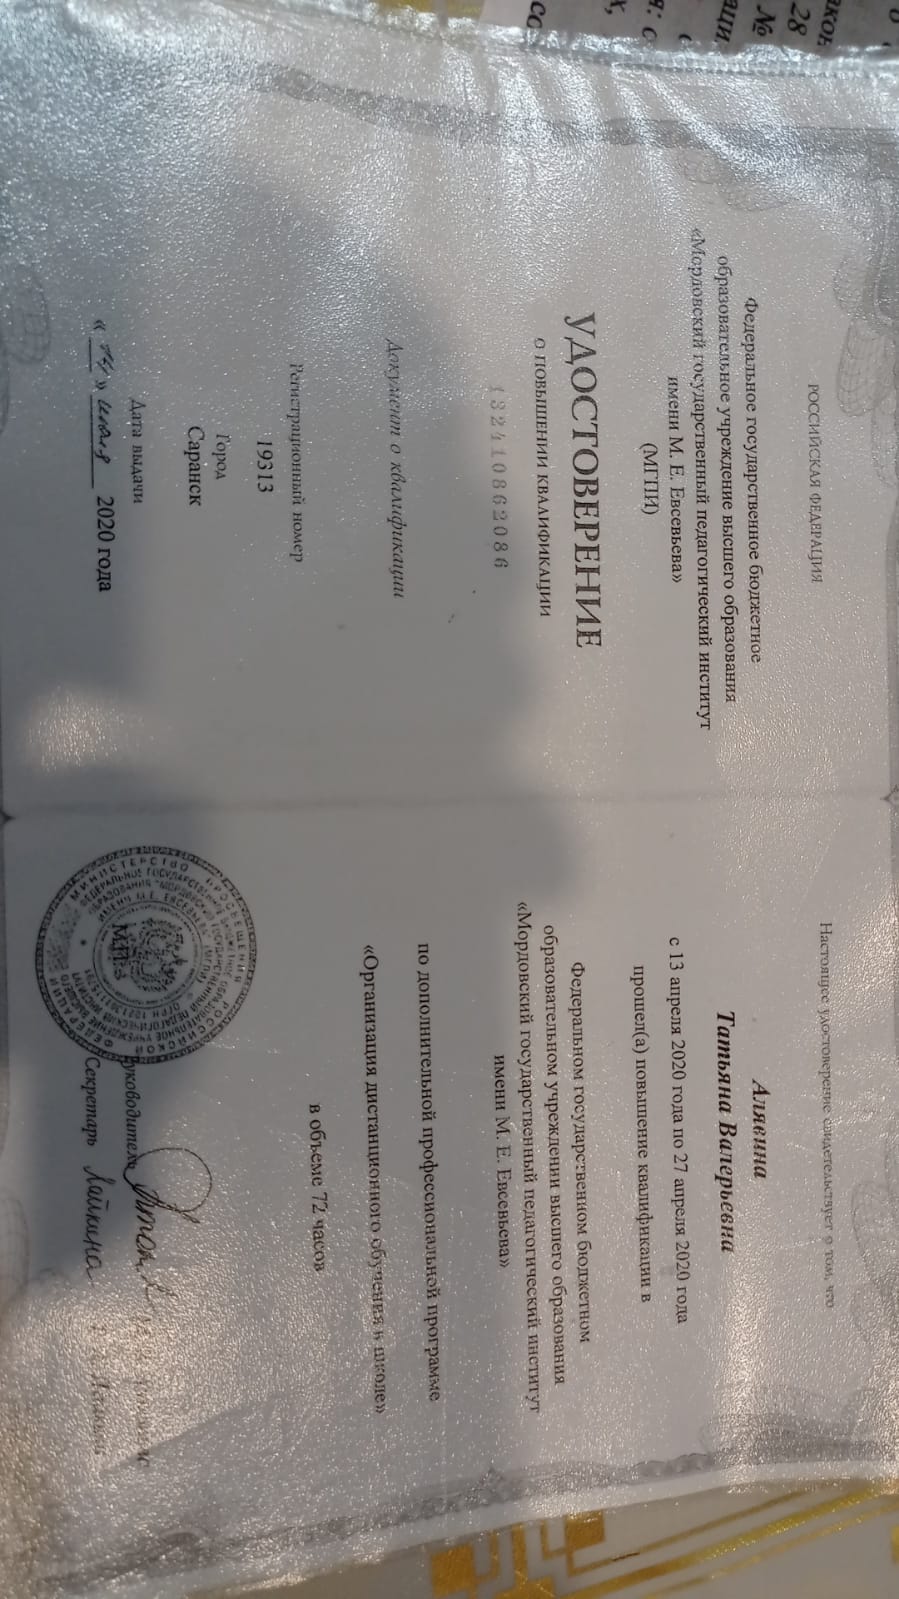 РОССИЙСКАЯ ФЕДЕРАЦИЯ
Федеральное государственное бюджетное
образовательное учреждение высшего образования
«Мордовский государственный педагогический институт
имени М. Е. Евсевьева»
(МГПИ)
УДОСТОВЕРЕНИЕ
О ПОВЫШЕНИИ КВАЛИФИКАЦИИ
132410862086
Документ о квалификации
Регистрационный номер
19313
Город
Саранск
Дата выдачи
2020 года
Настоящее удостоверение свидетельствует о том, что
Алявина
Татьяна Валерьевна
с 13 апреля 2020 года по 27 апреля 2020 года
прошел(а) повышение квалификации в
Федеральном государственном бюджетном
образовательном учреждении высшего образования
«Мордовский государственный педагогический институт
имени М. Е. Евсевьева»
по дополнительной профессиональной программе
«Организация дистанционного обучения в школе»
в объеме 72 часов
М.П.
Руководитель
Секретарь Лайкина